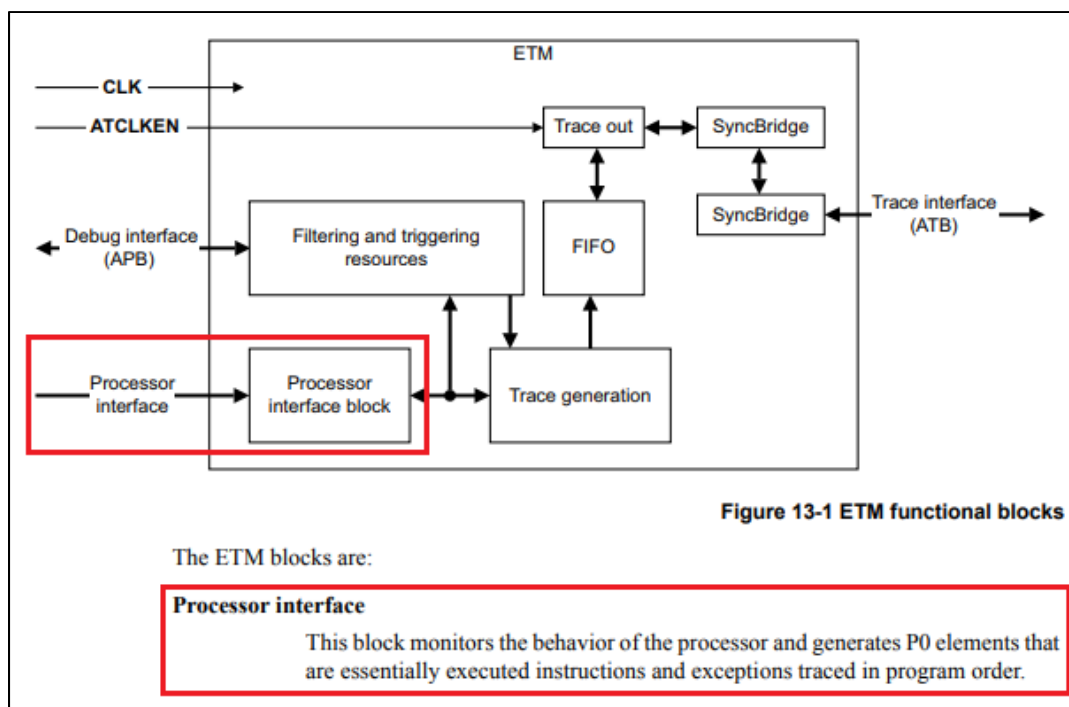 ETM
CLK
ATCLKEN
Trace out
SyncBridge
SyncBridge
Trace interface
(ATB)
Debug interface
(APB)
Filtering and triggering
resources
FIFO
Processor
interface
Processor
interface block
Trace generation
Figure 13-1 ETM functional blocks
The ETM blocks are:
Processor interface
This block monitors the behavior of the processor and generates P0 elements that
are essentially executed instructions and exceptions traced in program order.